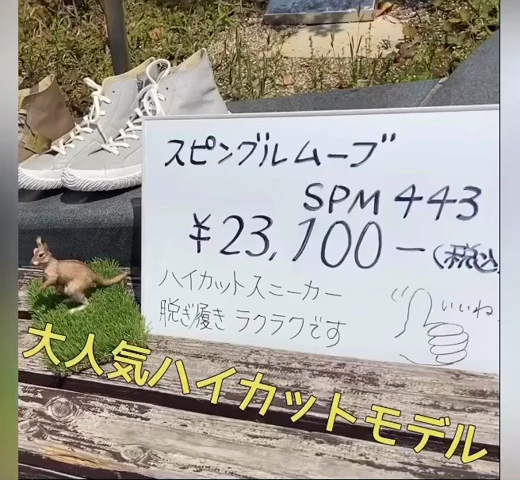 スピングルムーブ
SPM 443
¥23,100-(税込
ハイカットスニーカー
脱ぎ履き ラクラクです
いいね
大人気ハイカットモデル